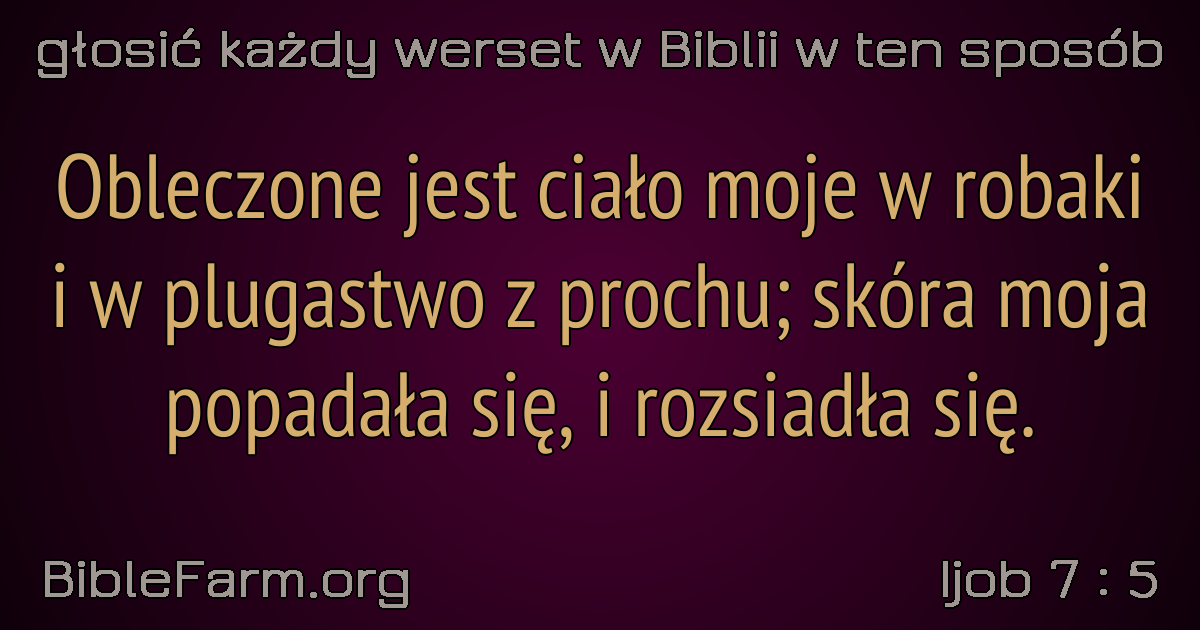 głosić każdy werset w Biblii w ten sposób
Obleczone jest ciało moje w robaki
i w plugastwo z prochu; skóra moja
popadała się, i rozsiadła się.
BibleFarm.org
Ijob 7 : 5